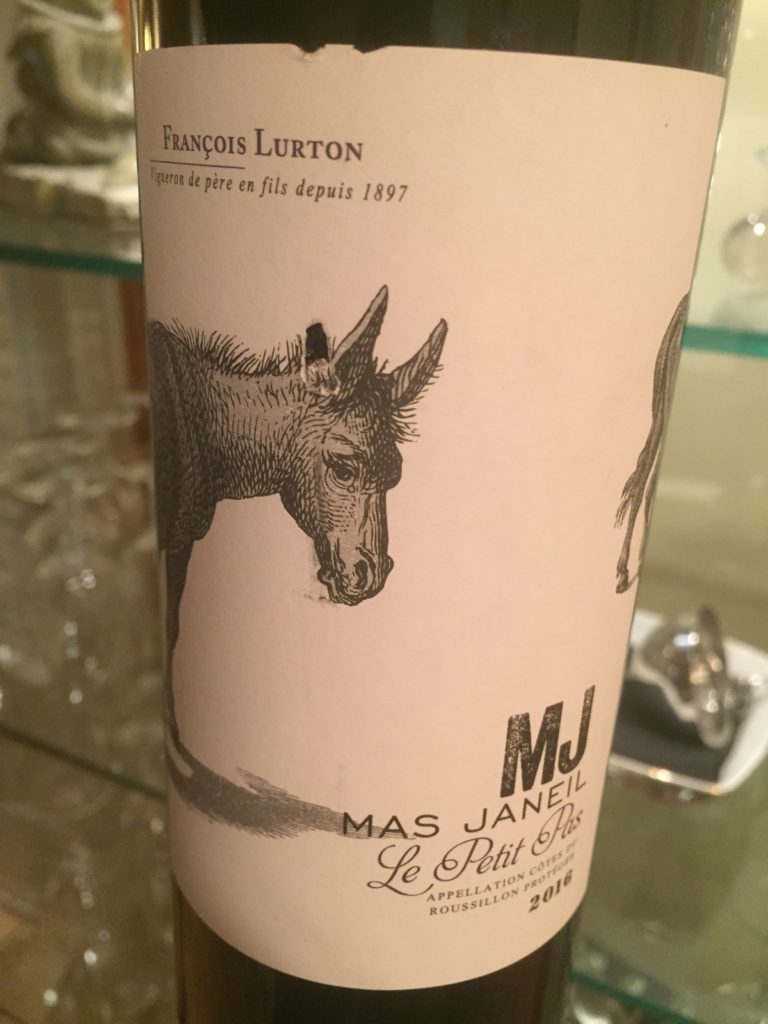 FRANÇOIS LURTON
Vigneron de père en fils depuis 1897
MJ
MAS JANEIL
Le Petit Pas
APPELLATION CÔTES DU
ROUSSILLON PROTÉGÉE
2016